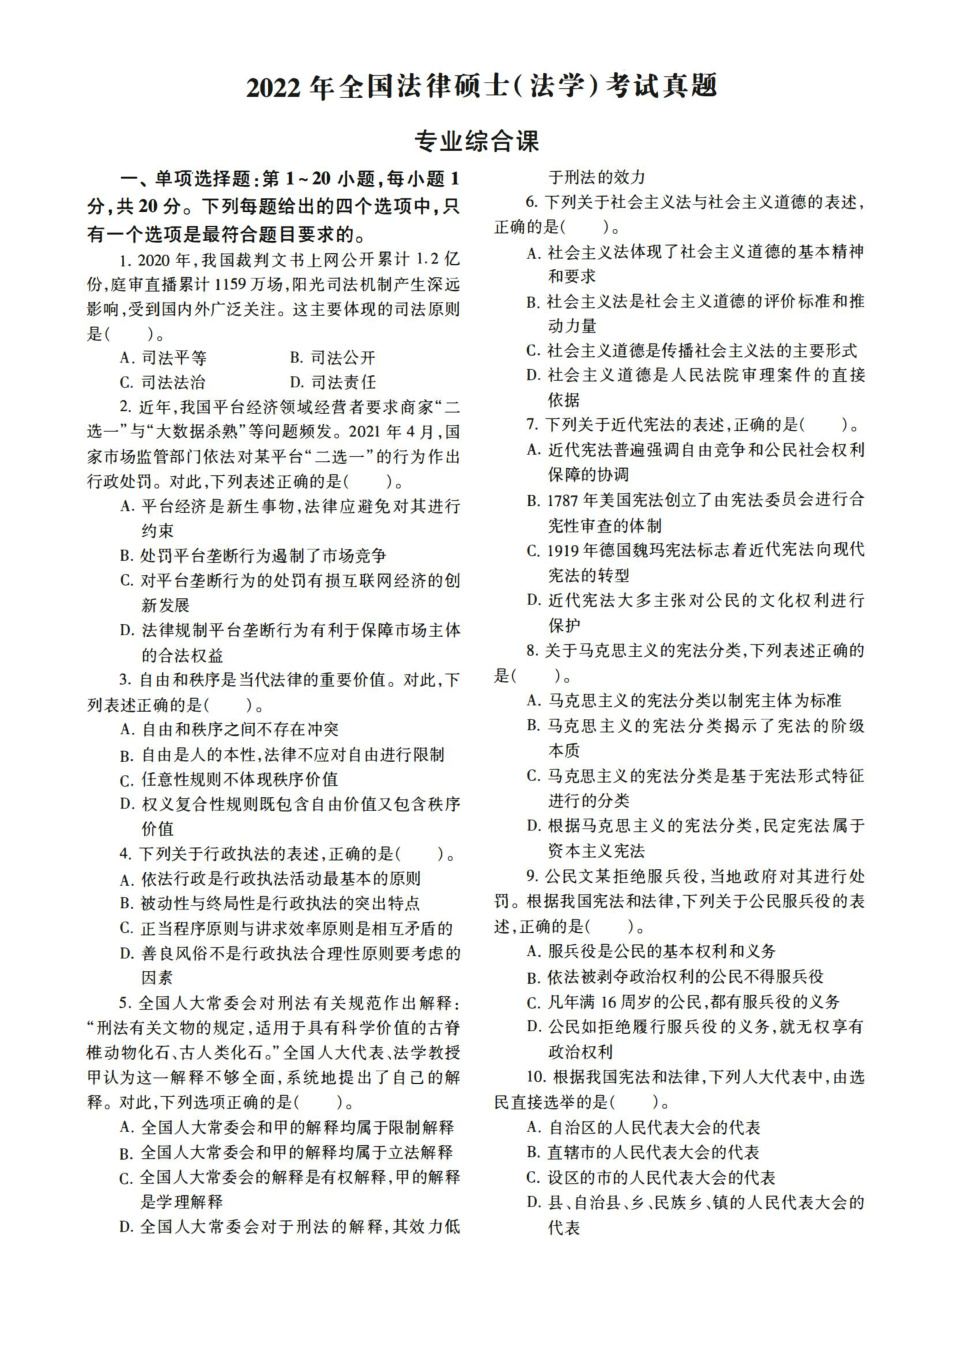 2022 年全国法律硕士(法学)考试真题
专业综合课
一、单项选择题:第 1~20 小题,每小题 1
分,共 20 分。下列每题给出的四个选项中,只
有一个选项是最符合题目要求的。
1. 2020 年,我国裁判文书上网公开累计 1.2 亿
份,庭审直播累计 1159 万场,阳光司法机制产生深远
影响,受到国内外广泛关注。这主要体现的司法原则
是(　　)。
A. 司法平等　　B. 司法公开
C. 司法法治　　D. 司法责任
2. 近年,我国平台经济领域经营者要求商家“二
选一”与“大数据杀熟”等问题频发。2021 年 4 月,国
家市场监管部门依法对某平台“二选一”的行为作出
行政处罚。对此,下列表述正确的是(　　)。
A. 平台经济是新生事物,法律应避免对其进行
约束
B. 处罚平台垄断行为遏制了市场竞争
C. 对平台垄断行为的处罚有损互联网经济的创
新发展
D. 法律规制平台垄断行为有利于保障市场主体
的合法权益
3. 自由和秩序是当代法律的重要价值。对此,下
列表述正确的是(　　)。
A. 自由和秩序之间不存在冲突
B. 自由是人的本性,法律不应对自由进行限制
C. 任意性规则不体现秩序价值
D. 权义复合性规则既包含自由价值又包含秩序
价值
4. 下列关于行政执法的表述,正确的是(　　)。
A. 依法行政是行政执法活动最基本的原则
B. 被动性与终局性是行政执法的突出特点
C. 正当程序原则与讲求效率原则是相互矛盾的
D. 善良风俗不是行政执法合理性原则要考虑的
因素
5. 全国人大常委会对刑法有关规范作出解释:
“刑法有关文物的规定,适用于具有科学价值的古脊
椎动物化石、古人类化石。”全国人大代表、法学教授
甲认为这一解释不够全面,系统地提出了自己的解
释。对此,下列选项正确的是(　　)。
A. 全国人大常委会和甲的解释均属于限制解释
B. 全国人大常委会和甲的解释均属于立法解释
C. 全国人大常委会的解释是有权解释,甲的解释
是学理解释
D. 全国人大常委会对于刑法的解释,其效力低
于刑法的效力
6. 下列关于社会主义法与社会主义道德的表述,
正确的是(　　)。
A. 社会主义法体现了社会主义道德的基本精神
和要求
B. 社会主义法是社会主义道德的评价标准和推
动力量
C. 社会主义道德是传播社会主义法的主要形式
D. 社会主义道德是人民法院审理案件的直接
依据
7. 下列关于近代宪法的表述,正确的是(　　)。
A. 近代宪法普遍强调自由竞争和公民社会权利
保障的协调
B. 1787 年美国宪法创立了由宪法委员会进行合
宪性审查的体制
C. 1919 年德国魏玛宪法标志着近代宪法向现代
宪法的转型
D. 近代宪法大多主张对公民的文化权利进行
保护
8. 关于马克思主义的宪法分类,下列表述正确的
是(　　)。
A. 马克思主义的宪法分类以制宪主体为标准
B. 马克思主义的宪法分类揭示了宪法的阶级
本质
C. 马克思主义的宪法分类是基于宪法形式特征
进行的分类
D. 根据马克思主义的宪法分类,民定宪法属于
资本主义宪法
9. 公民文某拒绝服兵役,当地政府对其进行处
罚。根据我国宪法和法律,下列关于公民服兵役的表
述,正确的是(　　)。
A. 服兵役是公民的基本权利和义务
B. 依法被剥夺政治权利的公民不得服兵役
C. 凡年满 16 周岁的公民,都有服兵役的义务
D. 公民如拒绝履行服兵役的义务,就无权享有
政治权利
10. 根据我国宪法和法律,下列人大代表中,由选
民直接选举的是(　　)。
A. 自治区的人民代表大会的代表
B. 直辖市的人民代表大会的代表
C. 设区的市的人民代表大会的代表
D. 县、自治县、乡、民族乡、镇的人民代表大会的
代表